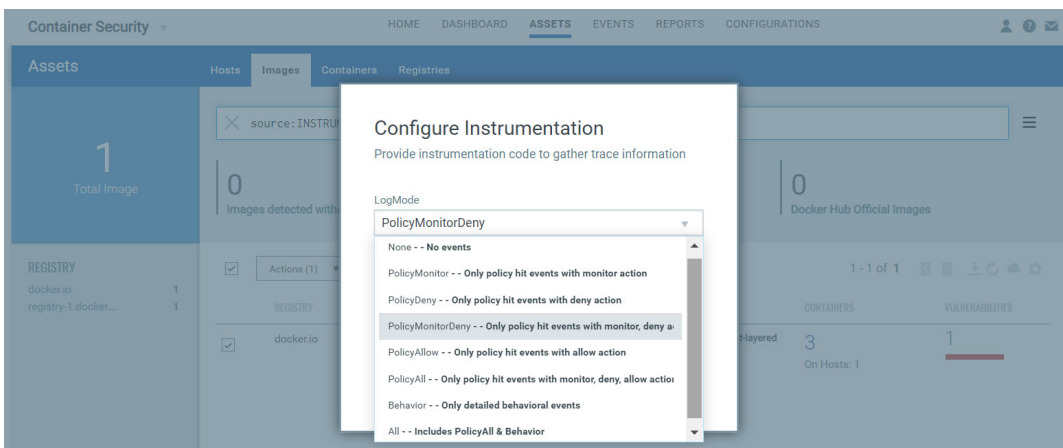 Container Security HOME DASHBOARD ASSETS EVENTS REPORTS CONFIGURATIONS
Assets Hosts Images Containers Registries
source:INSTRU
1
Total Image
0
Images detected with
0
Docker Hub Official Images
Configure Instrumentation
Provide instrumentation code to gather trace information
LogMode
PolicyMonitorDeny
None - - No events
PolicyMonitor - - Only policy hit events with monitor action
PolicyDeny - - Only policy hit events with deny action
PolicyMonitorDeny - - Only policy hit events with monitor, deny a
PolicyAllow - - Only policy hit events with allow action
PolicyAll - - Only policy hit events with monitor, deny, allow action
Behavior - - Only detailed behavioral events
All - - Includes PolicyAll & Behavior
REGISTRY
docker.io 1
registry-1.docker.... 1
Actions (1) 1 - 1 of 1
REGISTRY CONTAINERS VULNERABILITIES
docker.io t-layered 3 1
On Hosts: 1